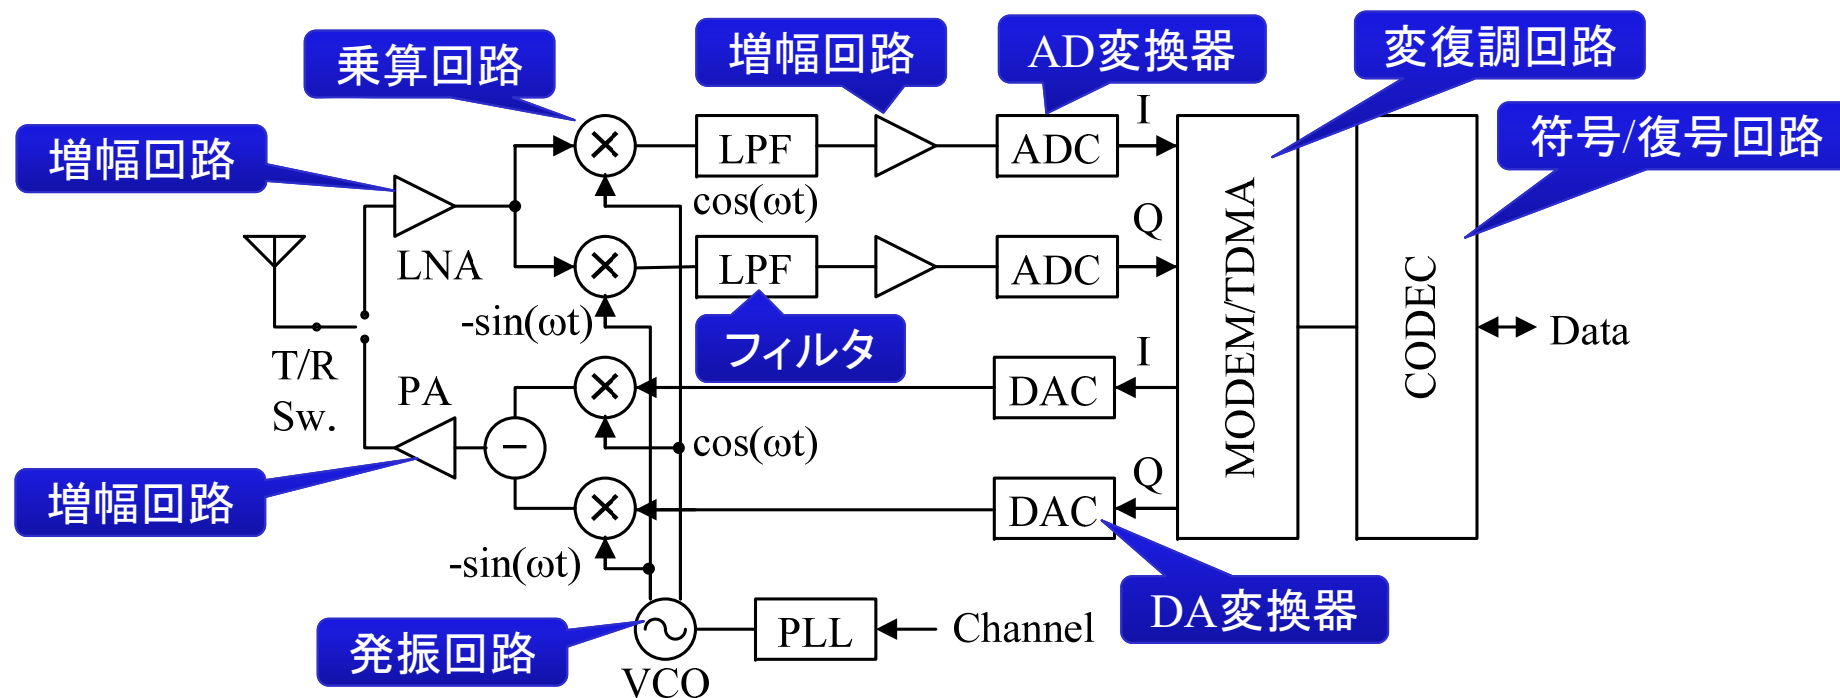 乗算回路
増幅回路
AD変換器
変復調回路
符号/復号回路
増幅回路
I
LPF
ADC
cos(ωt)
LNA
Q
LPF
ADC
-sin(ωt)
フィルタ
MODEM/TDMA
CODEC
Data
T/R
Sw.
PA
I
DAC
cos(ωt)
−
Q
DAC
増幅回路
-sin(ωt)
DA変換器
発振回路
VCO
PLL
Channel